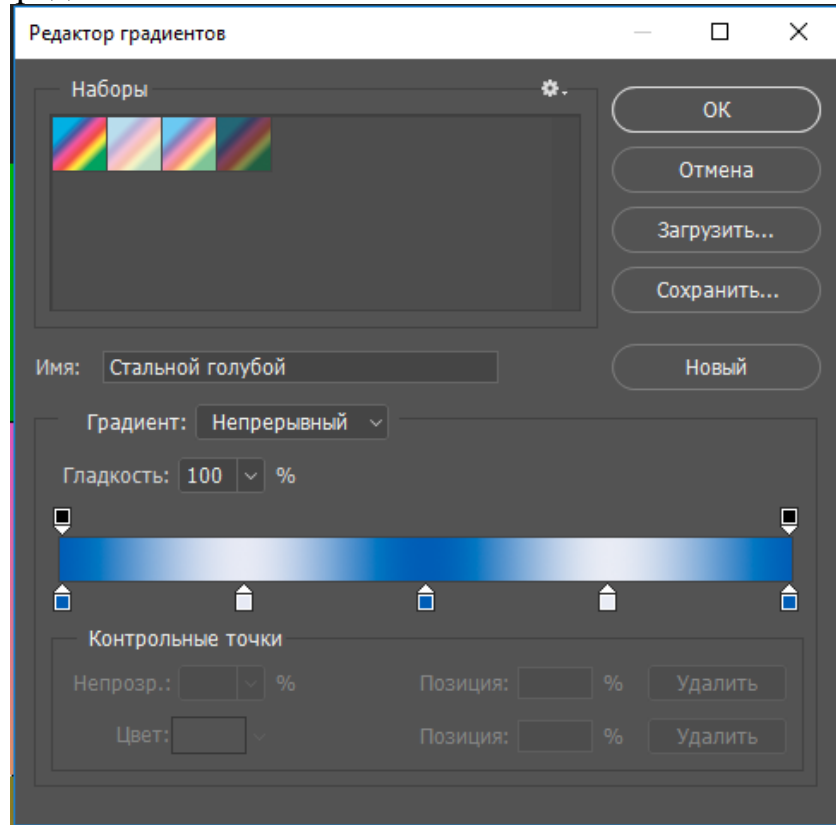 Редактор градиентов
Наборы
ОК
Отмена
Загрузить...
Сохранить...
Имя: Стальной голубой
Новый
Градиент: Непрерывный
Гладкость: 100 %
Контрольные точки
Непрозр.: % Позиция: % Удалить
Цвет: Позиция: % Удалить